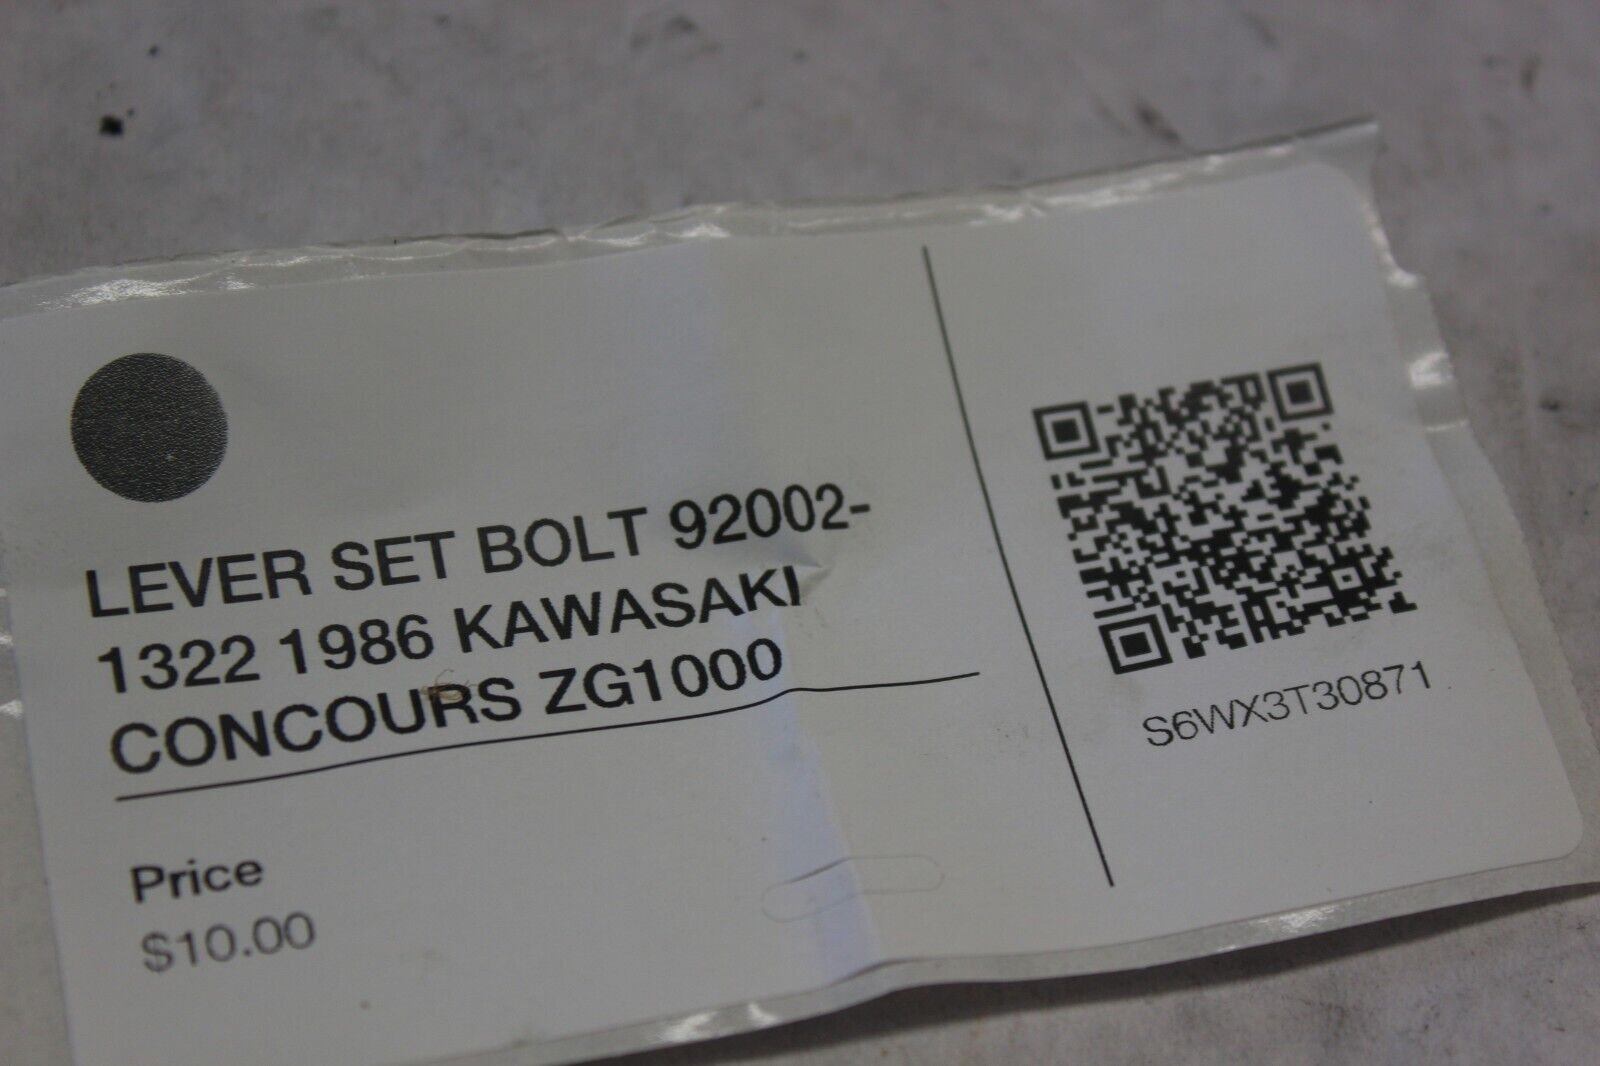 LEVER SET BOLT 92002-
1322 1986 KAWASAKI
CONCOURS ZG1000
Price
$10.00
S6WX3T30871